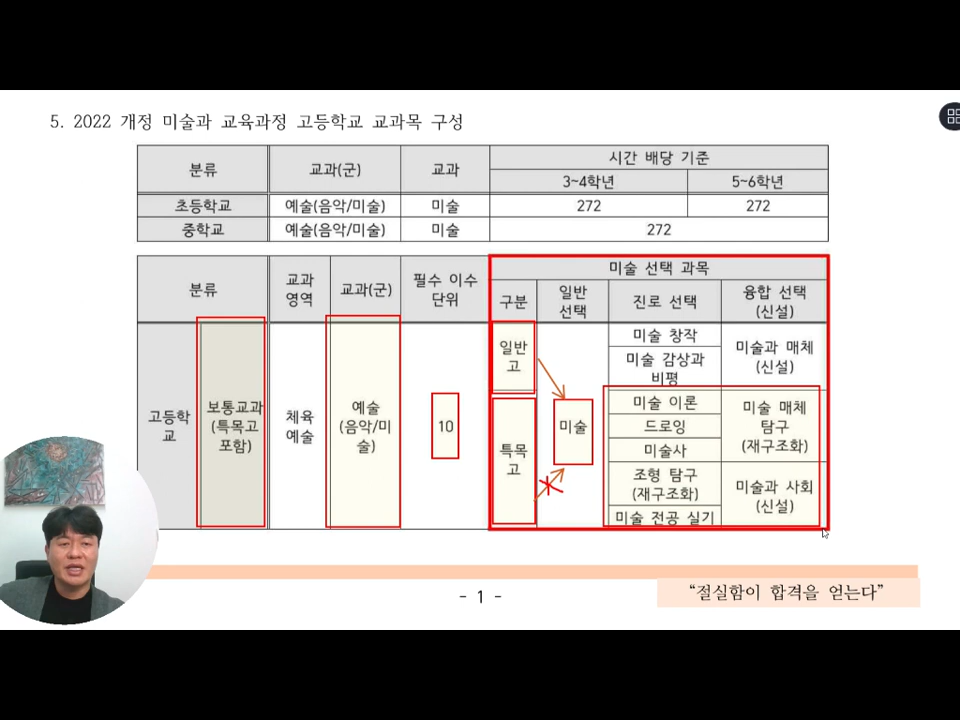 5. 2022 개정 미술과 교육과정 고등학교 교과목 구성
분류 교과(군) 교과 시간 배당 기준
3~4학년 5~6학년
초등학교 예술(음악/미술) 미술 272 272
중학교 예술(음악/미술) 미술 272
분류 교과 영역 교과(군) 필수 이수 단위 미술 선택 과목
구분 일반 선택 진로 선택 융합 선택 (신설)
고등학교
보통교과
(특목고
포함)
체육
예술
예술
(음악/미
술)
10
일반
고
특목
고
미술
미술 창작
미술 감상과
비평
미술 이론
드로잉
미술사
조형 탐구
(재구조화)
미술 전공 실기
미술과 매체
(신설)
미술 매체
탐구
(재구조화)
미술과 사회
(신설)
- 1 -
“절실함이 합격을 얻는다”